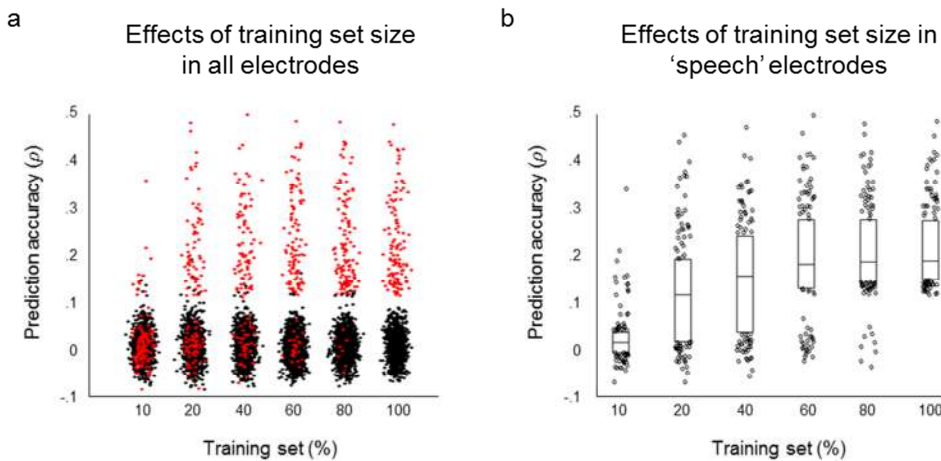 a
Effects of training set size
in all electrodes
.5
.4
.3
.2
.1
0
-.1
Prediction accuracy (ρ)
10 20 40 60 80 100
Training set (%)
b
Effects of training set size in
‘speech’ electrodes
.5
.4
.3
.2
.1
0
-.1
Prediction accuracy (ρ)
10 20 40 60 80 100
Training set (%)